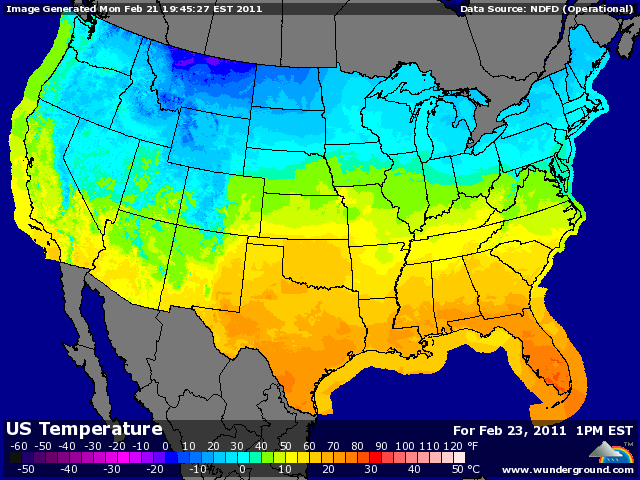 Image Generated Mon Feb 21 19:45:27 EST 2011 Data Source: NDFD (Operational)
US Temperature For Feb 23, 2011 1PM EST
-60 -50 -40 -30 -20 -10 0 10 20 30 40 50 60 70 80 90 100 110 120 °F
-50 -40 -30 -20 -10 0 10 20 30 40 50 °C
TM
www.wunderground.com